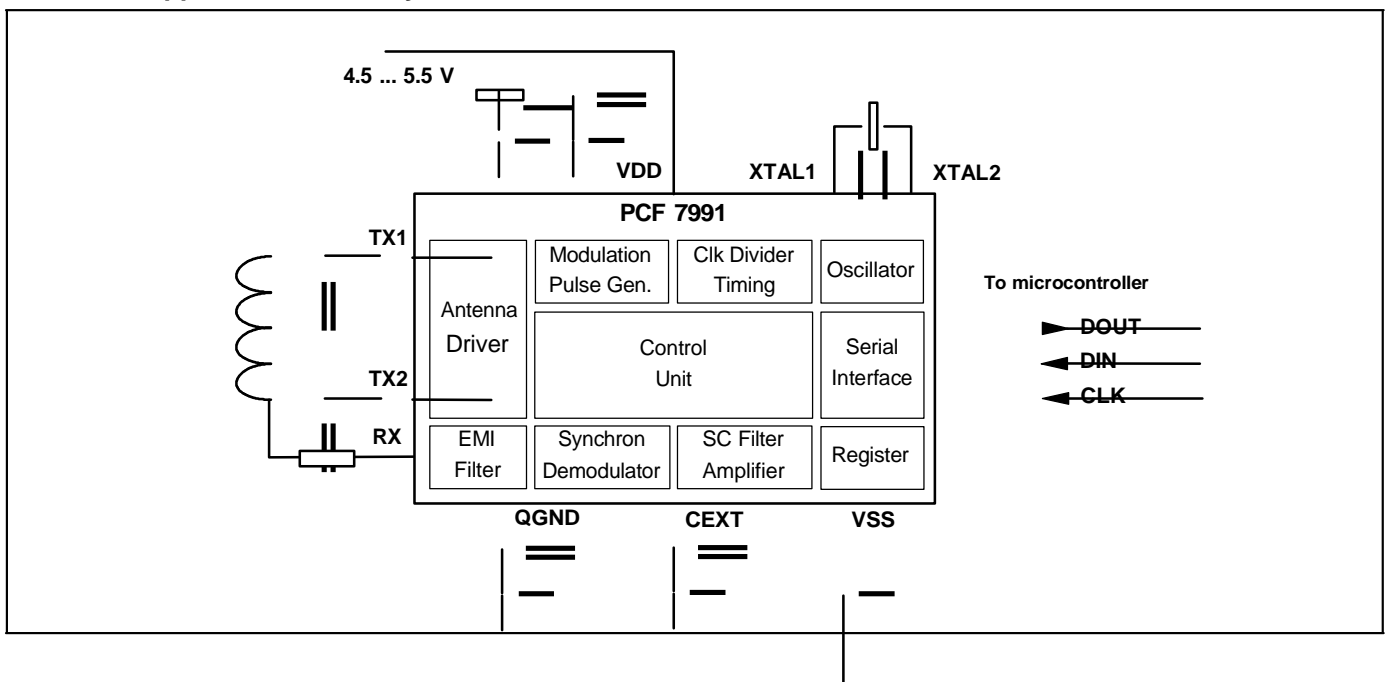 4.5 ... 5.5 V
VDD
XTAL1
XTAL2
PCF 7991
TX1
Modulation
Pulse Gen.
Clk Divider
Timing
Oscillator
To microcontroller
Antenna
Driver
Control
Unit
Serial
Interface
DOUT
DIN
CLK
TX2
RX
EMI
Filter
Synchron
Demodulator
SC Filter
Amplifier
Register
QGND
CEXT
VSS